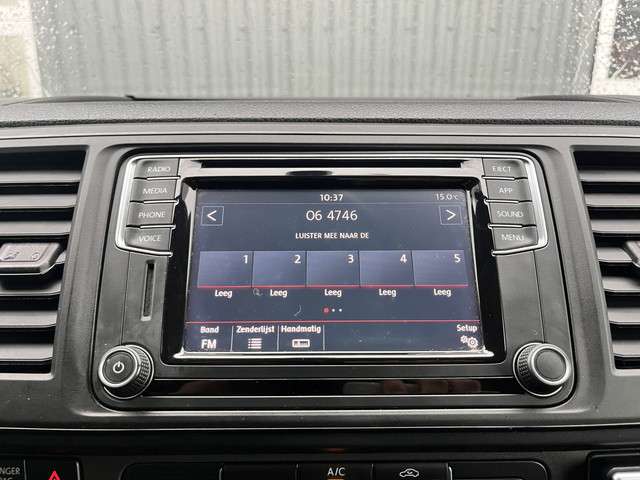 RADIO
EJECT
MEDIA
APP
PHONE
SOUND
VOICE
MENU
10:37
15.0°C
< 06 4746 >
LUISTER MEE NAAR DE
1 2 3 4 5
Leeg Leeg Leeg Leeg Leeg
Band Zenderlijst Handmatig Setup
FM
A/C